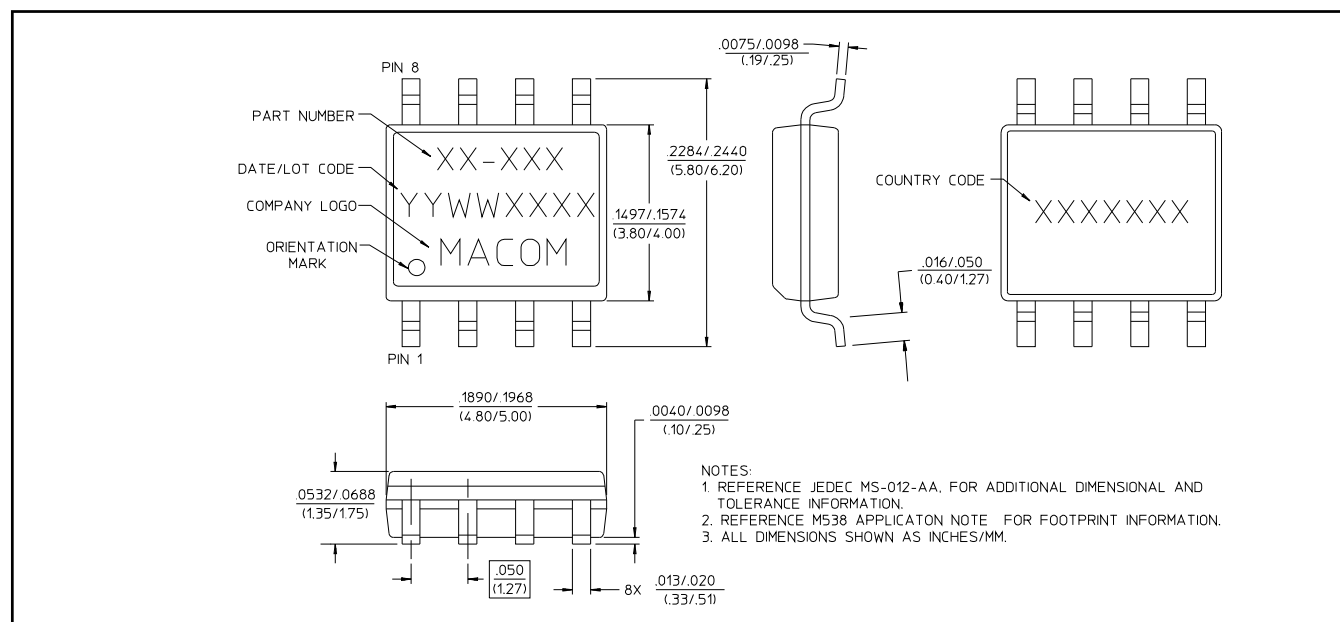 PIN 8
PART NUMBER
XX-XXX
DATE/LOT CODE
YYWWXXXX
COMPANY LOGO
MACOM
ORIENTATION
MARK
PIN 1
.2284/.2440
(5.80/6.20)
.1497/.1574
(3.80/4.00)
.0075/.0098
(.19/.25)
.016/.050
(0.40/1.27)
COUNTRY CODE
XXXXXXX
.1890/.1968
(4.80/5.00)
.0040/.0098
(.10/.25)
.0532/.0688
(1.35/1.75)
.050
(1.27)
8X .013/.020
(.33/.51)
NOTES:
1. REFERENCE JEDEC MS-012-AA, FOR ADDITIONAL DIMENSIONAL AND
TOLERANCE INFORMATION.
2. REFERENCE M538 APPLICATON NOTE FOR FOOTPRINT INFORMATION.
3. ALL DIMENSIONS SHOWN AS INCHES/MM.